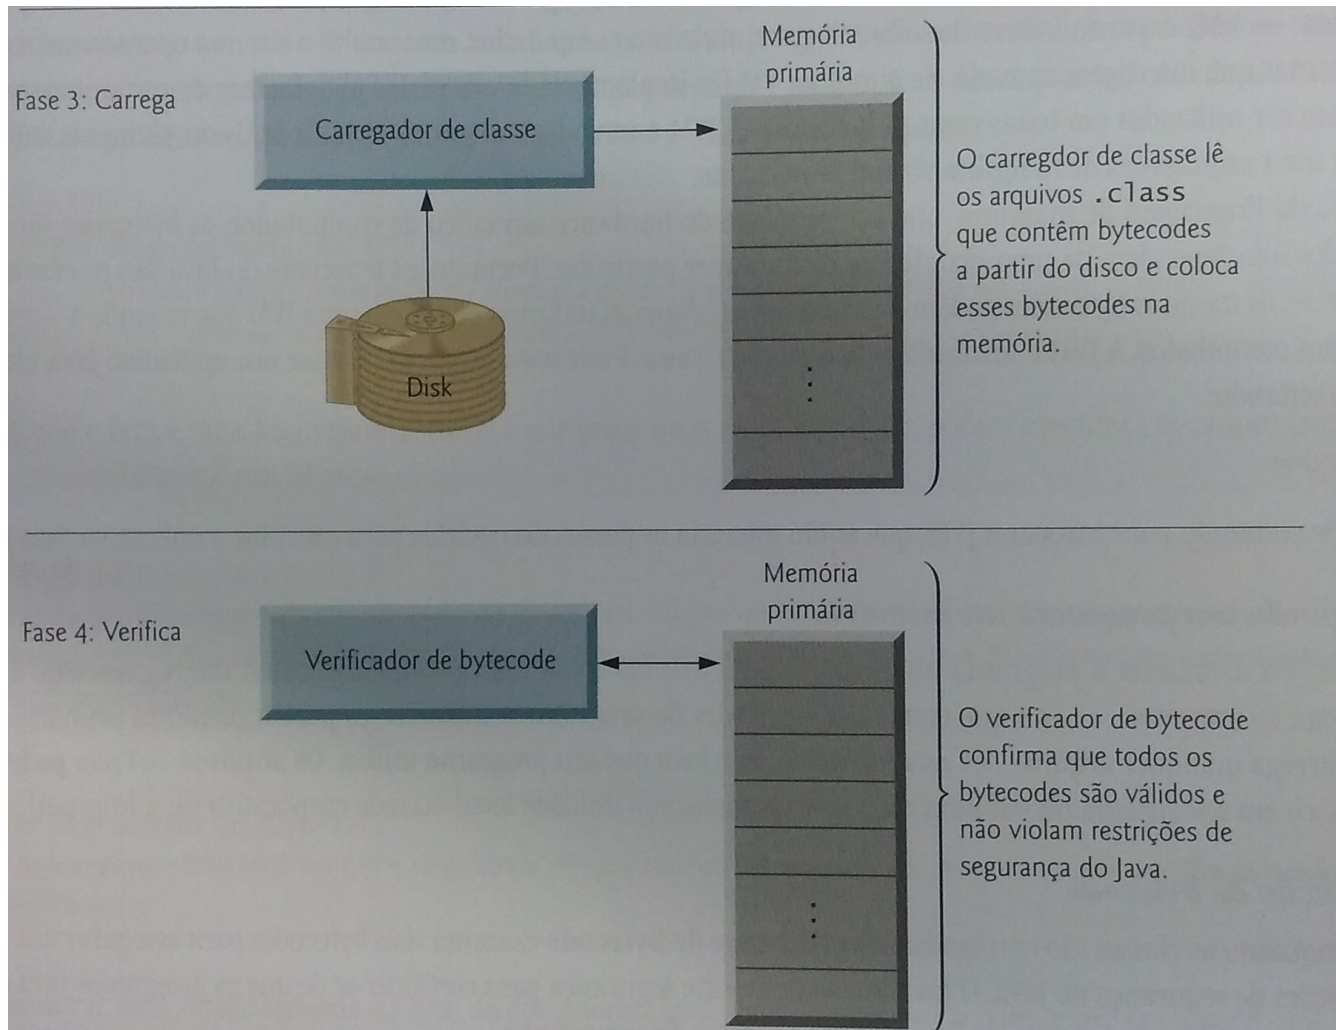 Fase 3: Carrega
Carregador de classe
Disk
Memória
primária
O carregdor de classe lê
os arquivos .class
que contêm bytecodes
a partir do disco e coloca
esses bytecodes na
memória.
Fase 4: Verifica
Verificador de bytecode
Memória
primária
O verificador de bytecode
confirma que todos os
bytecodes são válidos e
não violam restrições de
segurança do Java.